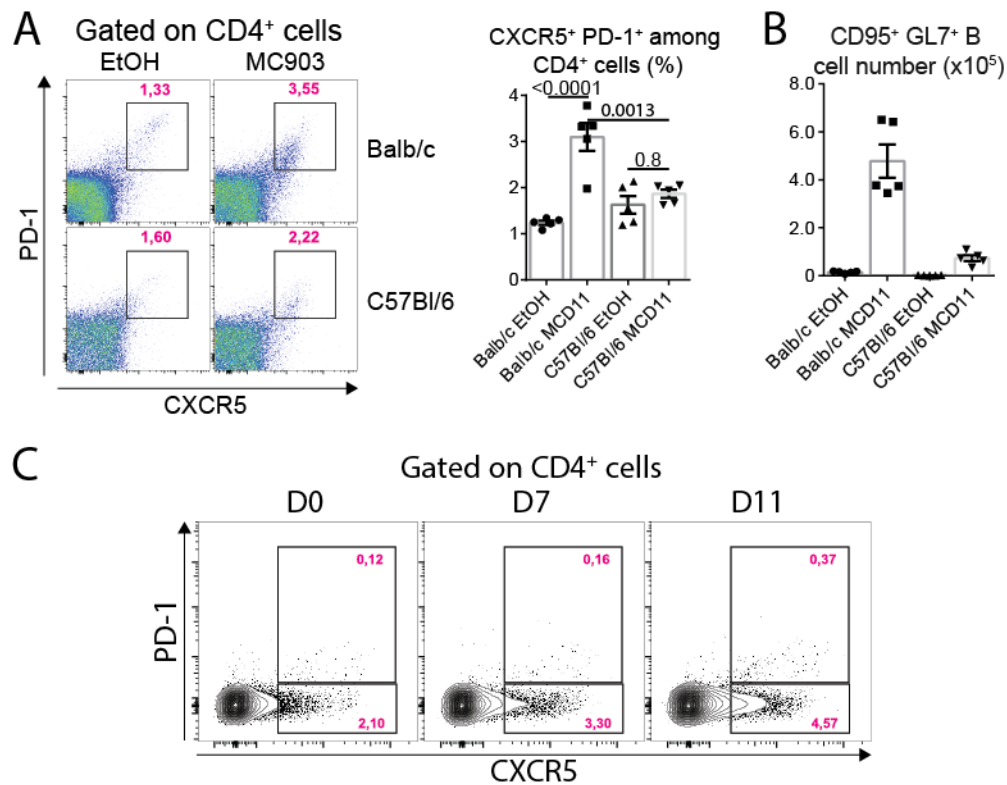 A
Gated on CD4⁺ cells
EtOH
MC903
1,33
3,55
Balb/c
1,60
2,22
C57Bl/6
PD-1
CXCR5
CXCR5⁺ PD-1⁺ among
CD4⁺ cells (%)
<0.0001
0.0013
0.8
4
3
2
1
0
Balb/c EtOH
Balb/c MCD11
C57Bl/6 EtOH
C57Bl/6 MCD11
B
CD95⁺ GL7⁺ B
cell number (x10⁵)
8.0
6.0
4.0
2.0
0
Balb/c EtOH
Balb/c MCD11
C57Bl/6 EtOH
C57Bl/6 MCD11
C
Gated on CD4⁺ cells
D0
D7
D11
0,12
0,16
0,37
2,10
3,30
4,57
PD-1
CXCR5